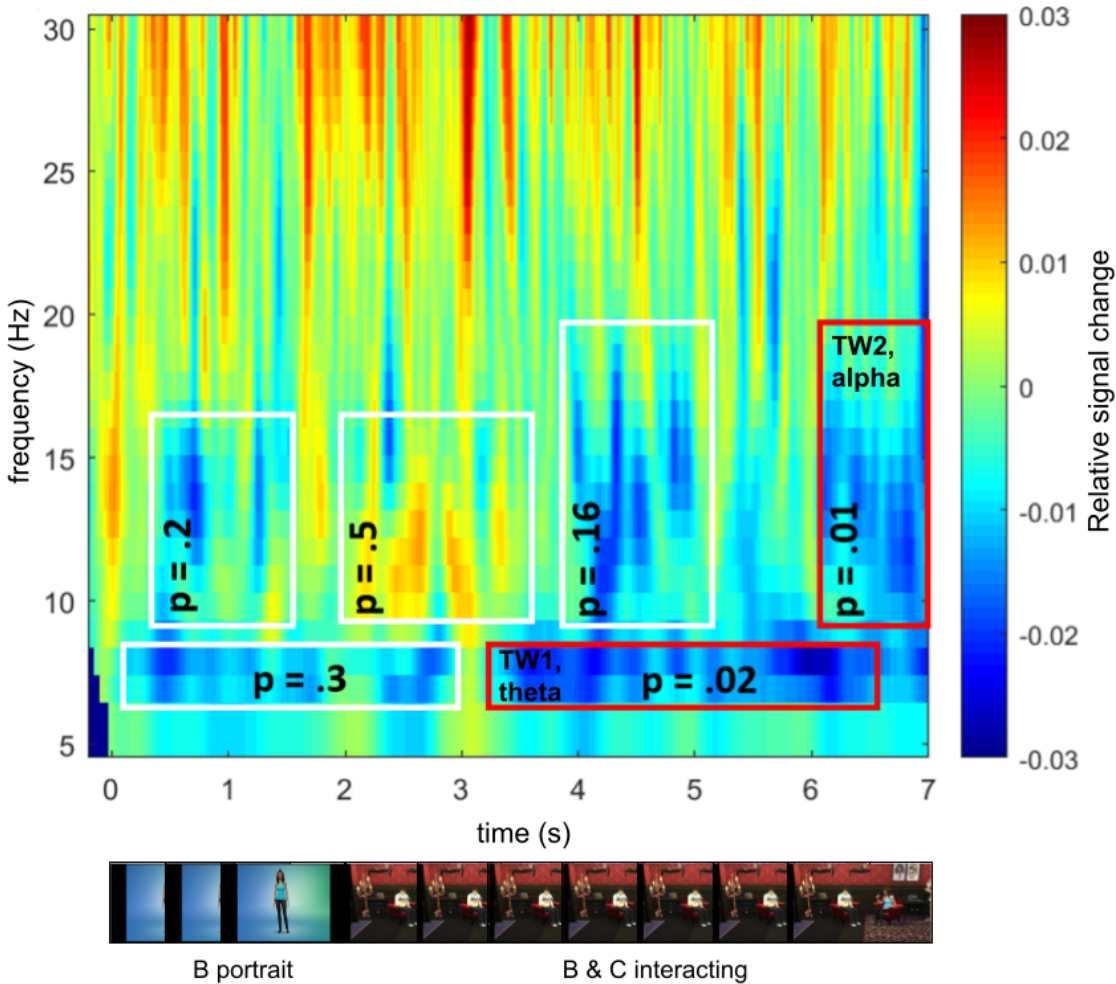 30
25
20
15
10
5
frequency (Hz)
0
1
2
3
4
5
6
7
time (s)
p = .2
p = .5
p = .16
TW2,
alpha
p = .01
p = .3
TW1,
theta
p = .02
0.03
0.02
0.01
0
-0.01
-0.02
-0.03
Relative signal change
B portrait
B & C interacting